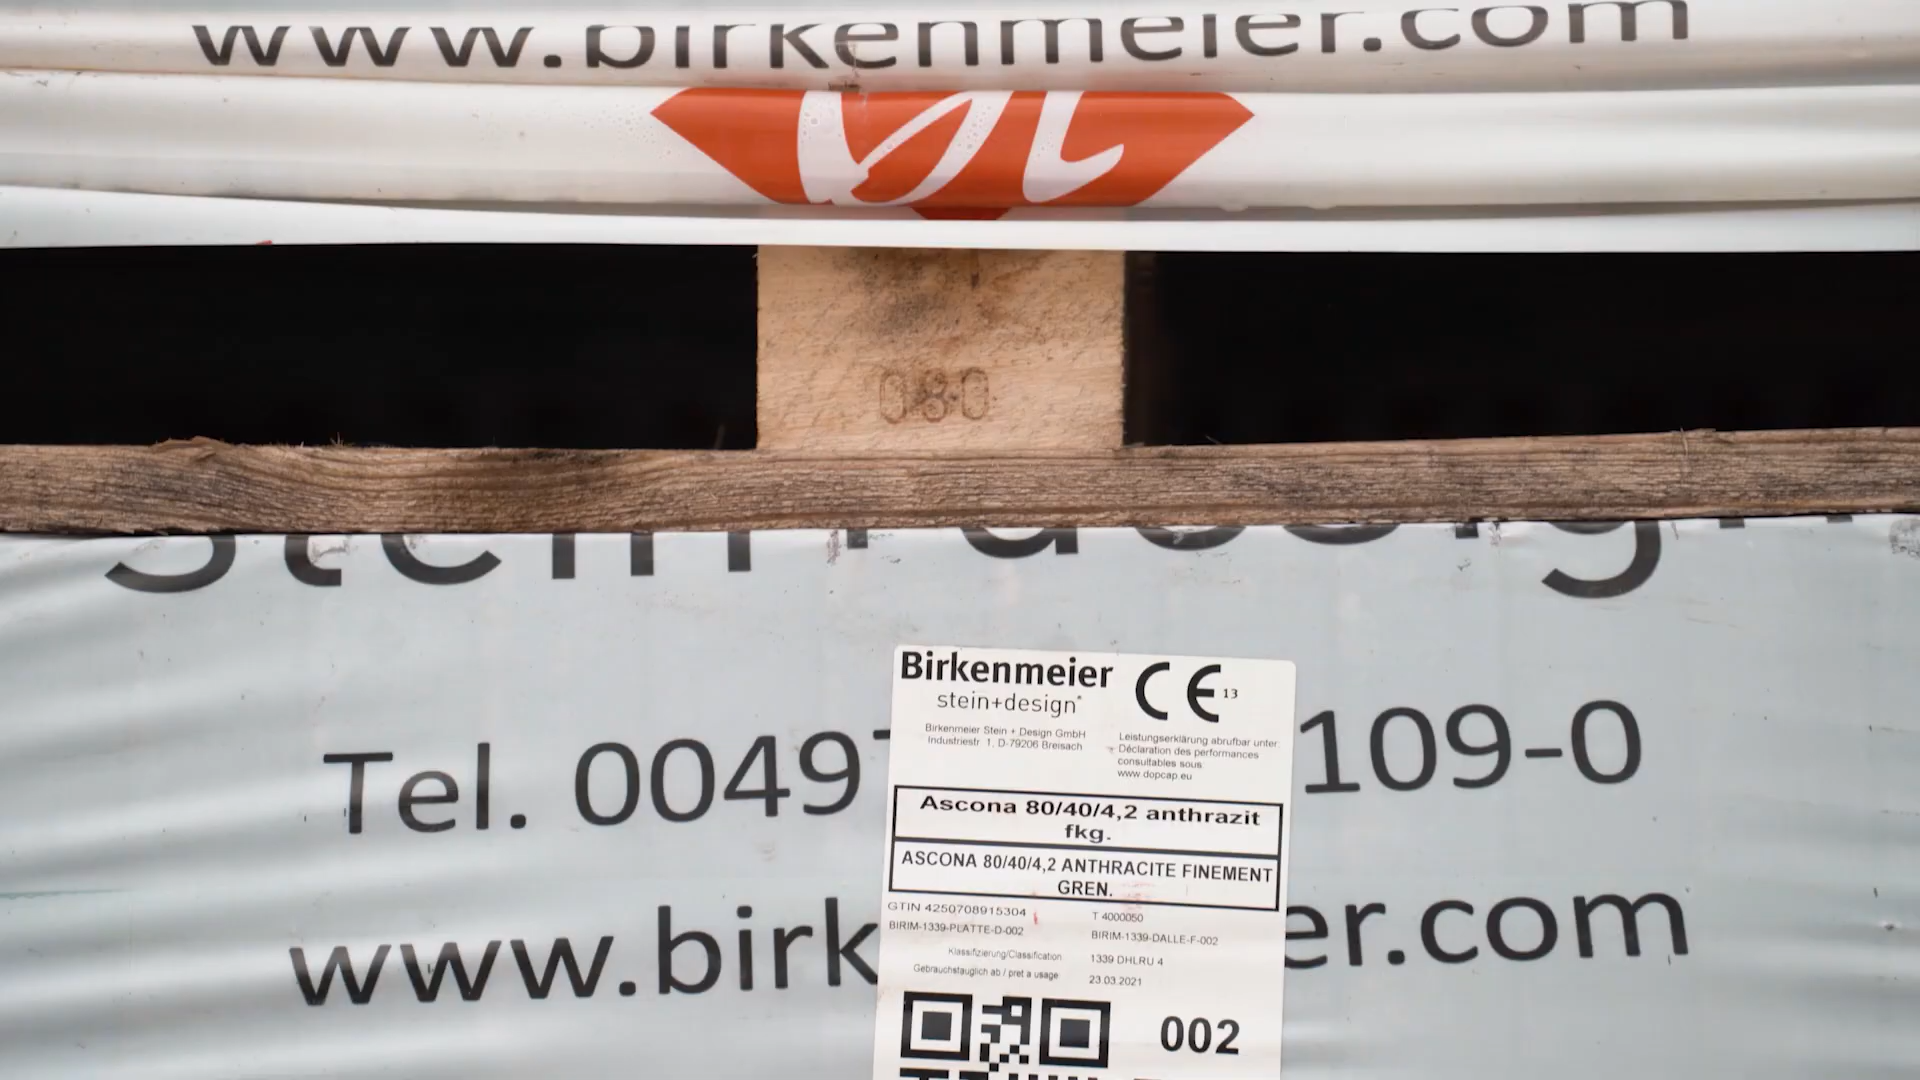 www.birkenmeier.com
080
stein+design
Birkenmeier
stein+design®
CE 13
Birkenmeier Stein + Design GmbH
Industriestr. 1, D-79206 Breisach
Leistungserklärung abrufbar unter:
Déclaration des performances
consultables sous:
www.dopcap.eu
Tel. 0049 109-0
Ascona 80/40/4,2 anthrazit
fkg.
ASCONA 80/40/4,2 ANTHRACITE FINEMENT
GREN.
GTIN 4250708915304
T 4000050
BIRIM-1339-PLATTE-D-002
BIRIM-1339-DALLE-F-002
Klassifizierung/Classification
1339 DHLRU 4
Gebrauchstauglich ab / pret a usage
23.03.2021
www.birk er.com
002